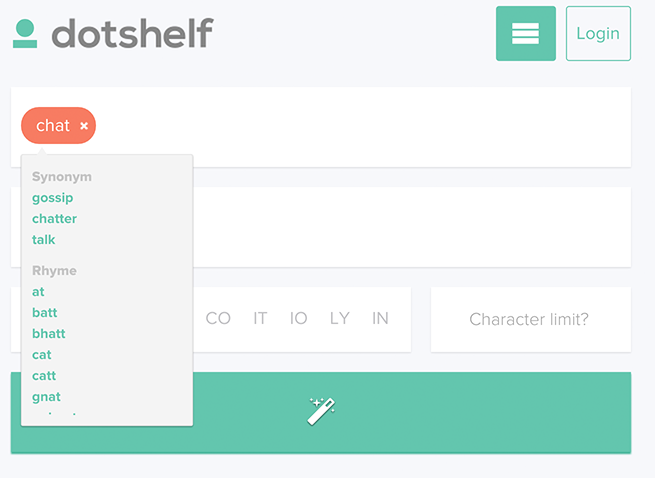 dotshelf
Login
chat ×
Synonym
gossip
chatter
talk
Rhyme
at
batt
bhatt
cat
catt
gnat
CO IT IO LY IN
Character limit?